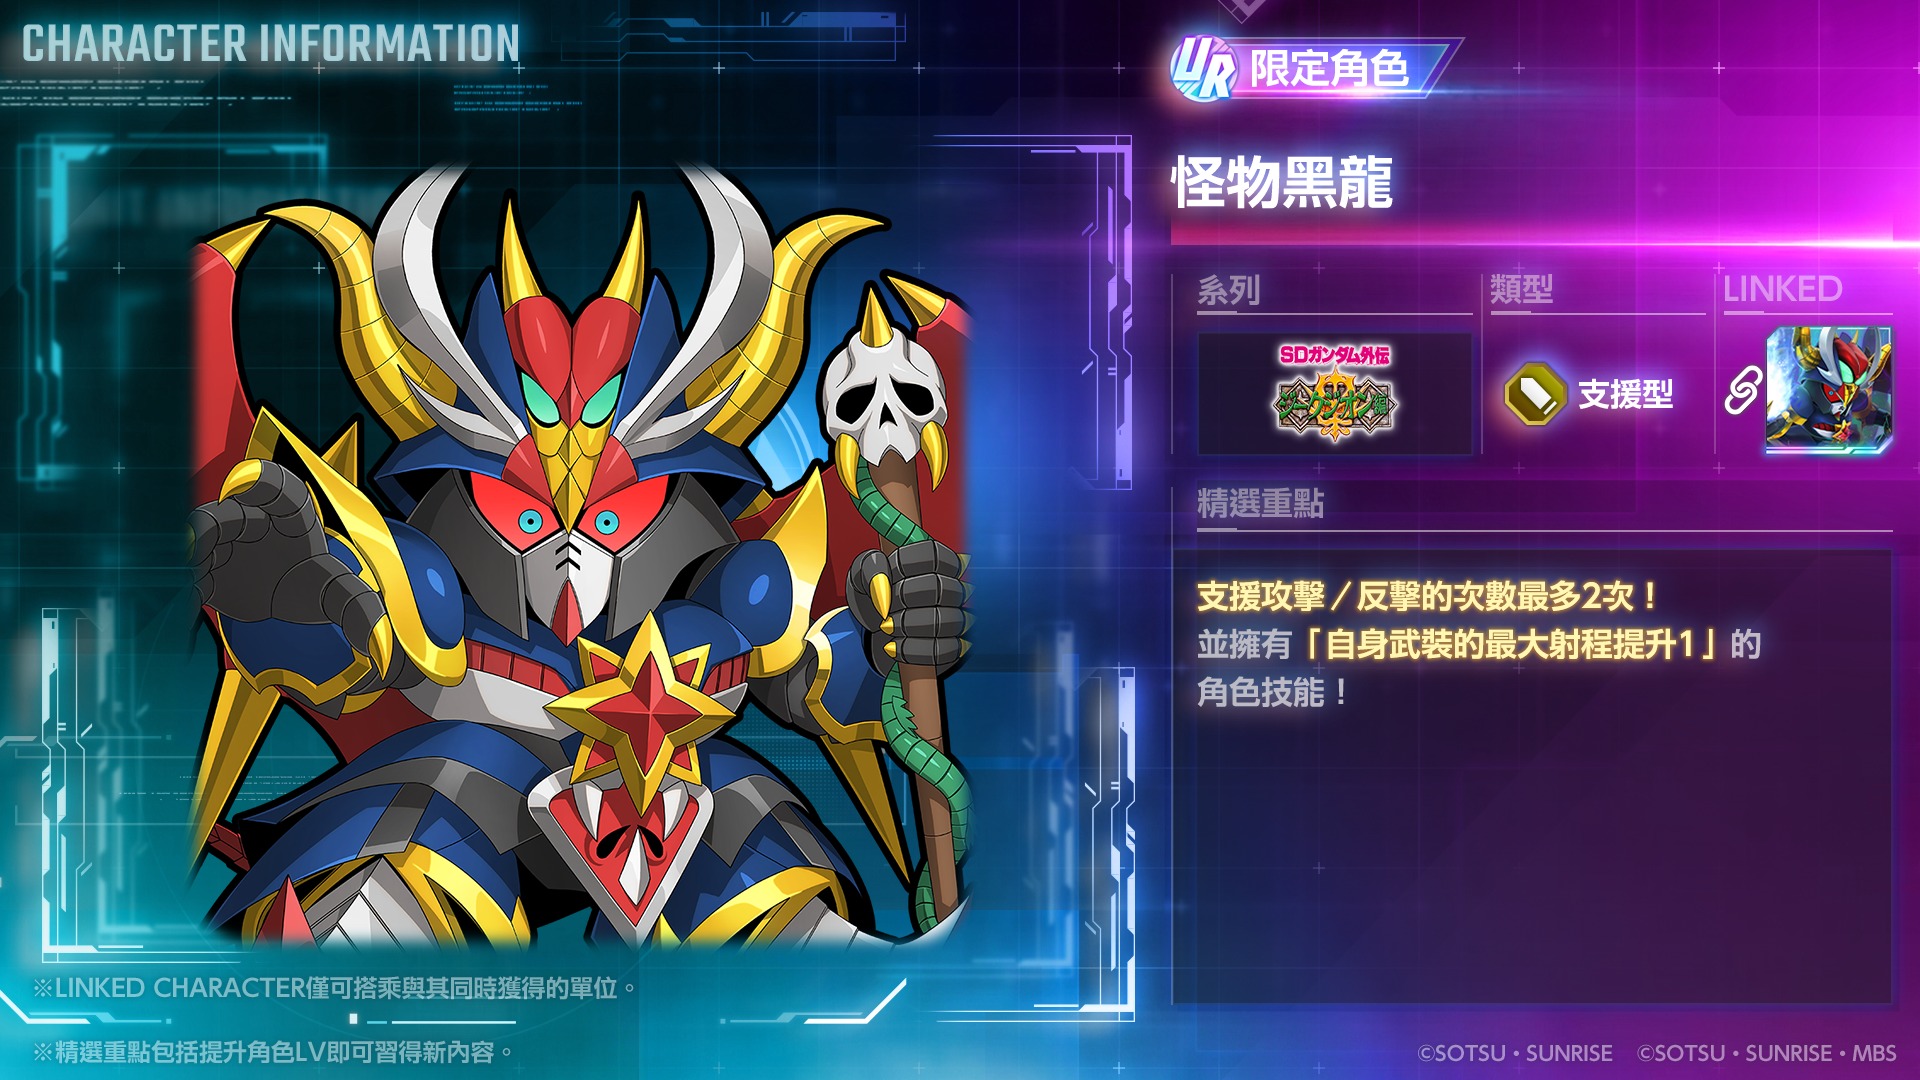 CHARACTER INFORMATION
UR 限定角色
怪物黑龍
系列
類型
LINKED
SDガンダム外伝
ジークジオン編
支援型
精選重點
支援攻擊／反擊的次數最多2次！
並擁有「自身武裝的最大射程提升1」的
角色技能！
※LINKED CHARACTER僅可搭乘與其同時獲得的單位。
※精選重點包括提升角色LV即可習得新內容。
©SOTSU・SUNRISE ©SOTSU・SUNRISE・MBS